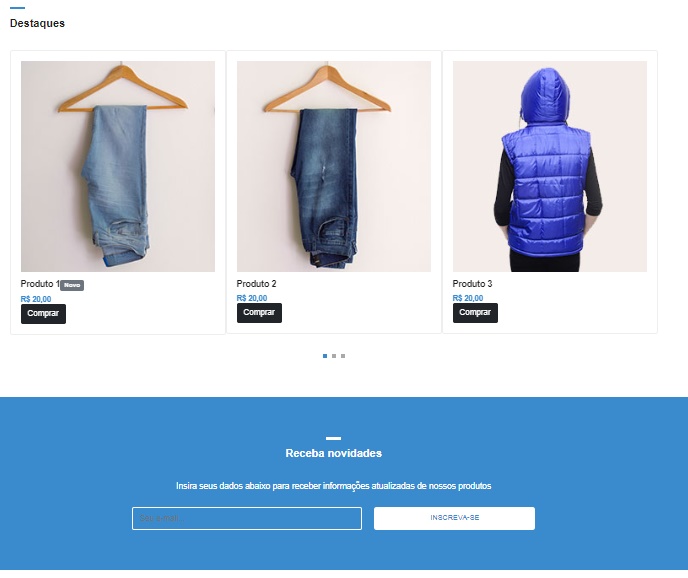 Destaques
Produto 1 Novo
R$ 20,00
Comprar
Produto 2
R$ 20,00
Comprar
Produto 3
R$ 20,00
Comprar
Receba novidades
Insira seus dados abaixo para receber informações atualizadas de nossos produtos
INSCREVA-SE